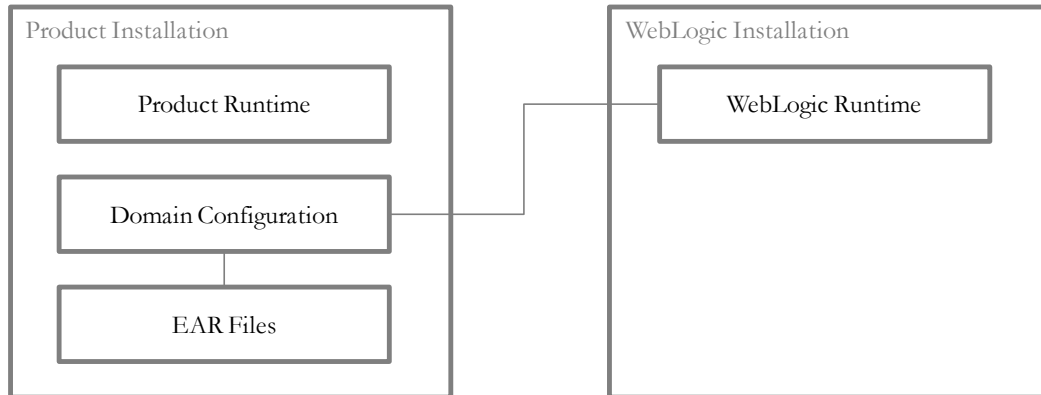 Product Installation
Product Runtime
Domain Configuration
EAR Files
WebLogic Installation
WebLogic Runtime